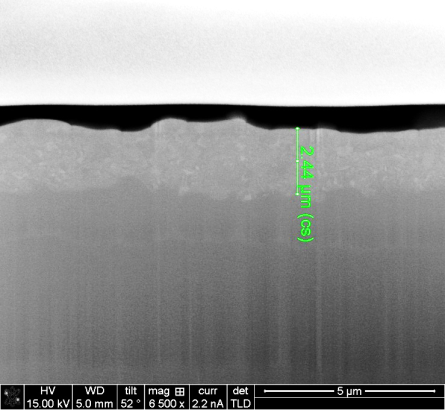 2.44 µm (cs)
HV WD tilt mag curr det
15.00 kV 5.0 mm 52 ° 6 500 x 2.2 nA TLD 5 µm